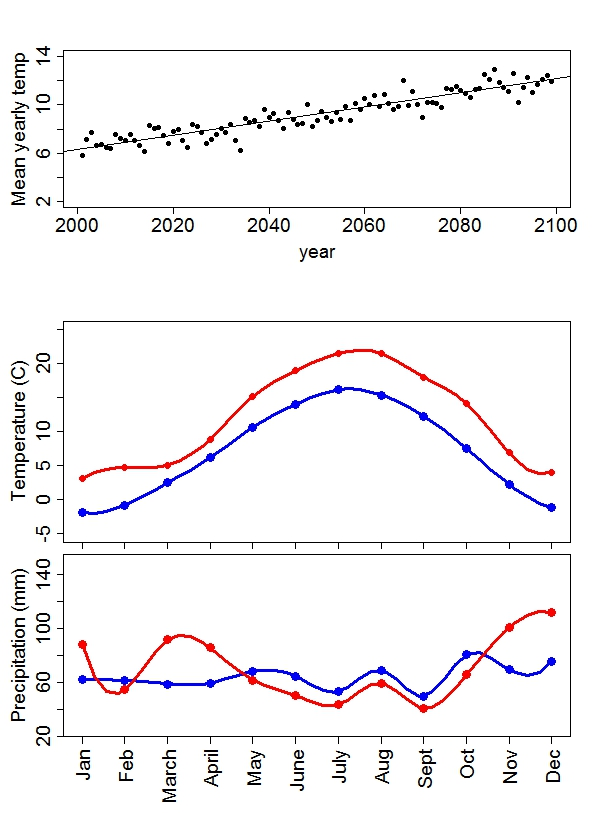 Mean yearly temp
14
10
6
2
2000 2020 2040 2060 2080 2100
year
Temperature (C)
20
10
5
0
-5
Precipitation (mm)
140
100
60
20
Jan Feb March April May June July Aug Sept Oct Nov Dec